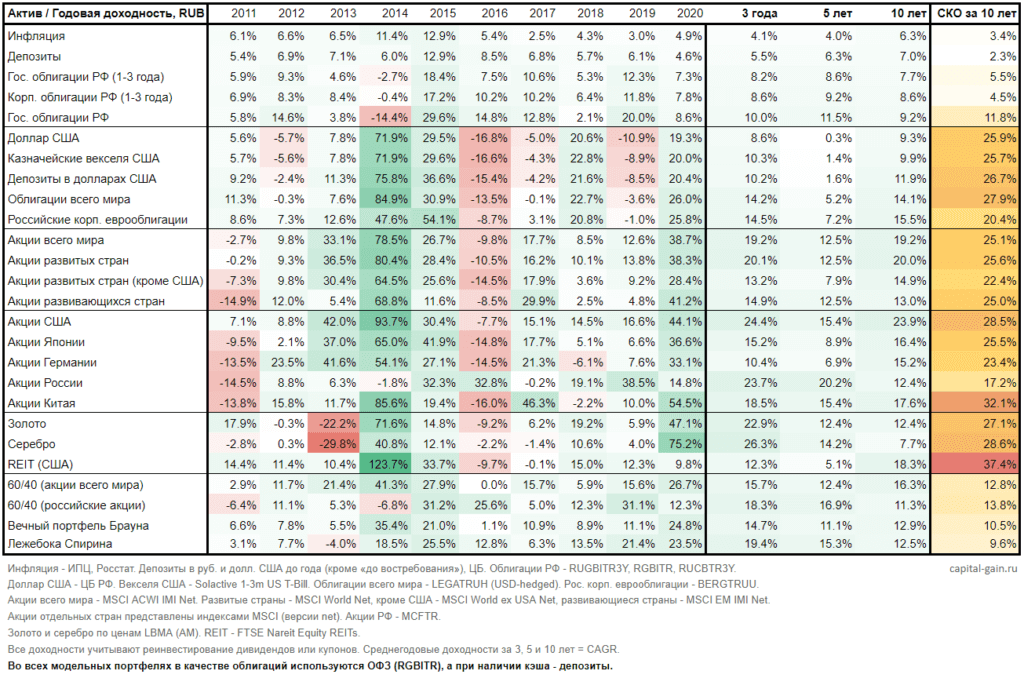 Актив / Годовая доходность, RUB 2011 2012 2013 2014 2015 2016 2017 2018 2019 2020 3 года 5 лет 10 лет СКО за 10 лет
Инфляция 6.1% 6.6% 6.5% 11.4% 12.9% 5.4% 2.5% 4.3% 3.0% 4.9% 4.1% 4.0% 6.3% 3.4%
Депозиты 5.4% 6.9% 7.1% 6.0% 12.9% 8.5% 6.8% 5.7% 6.1% 4.6% 5.5% 6.3% 7.0% 2.3%
Гос. облигации РФ (1-3 года) 5.9% 9.3% 4.6% -2.7% 18.4% 7.5% 10.6% 5.3% 12.3% 7.3% 8.2% 8.6% 7.7% 5.5%
Корп. облигации РФ (1-3 года) 6.9% 8.3% 8.4% -0.4% 17.2% 10.2% 10.2% 6.4% 11.8% 7.8% 8.6% 9.2% 8.6% 4.5%
Гос. облигации РФ 5.8% 14.6% 3.8% -14.4% 29.6% 14.8% 12.8% 2.1% 20.0% 8.6% 10.0% 11.5% 9.2% 11.8%
Доллар США 5.6% -5.7% 7.8% 71.9% 29.5% -16.8% -5.0% 20.6% -10.9% 19.3% 8.6% 0.3% 9.3% 25.9%
Казначейские векселя США 5.7% -5.6% 7.8% 71.9% 29.6% -16.6% -4.3% 22.8% -8.9% 20.0% 10.3% 1.4% 9.9% 25.7%
Депозиты в долларах США 9.2% -2.4% 11.3% 75.8% 36.6% -15.4% -4.2% 21.6% -8.5% 20.4% 10.2% 1.6% 11.9% 26.7%
Облигации всего мира 11.3% -0.3% 7.6% 84.9% 30.9% -13.5% -0.1% 22.7% -3.6% 26.0% 14.2% 5.2% 14.1% 27.9%
Российские корп. еврооблигации 8.6% 7.3% 12.6% 47.6% 54.1% -8.7% 3.1% 20.8% -1.0% 25.8% 14.5% 7.2% 15.5% 20.4%
Акции всего мира -2.7% 9.8% 33.1% 78.5% 26.7% -9.8% 17.7% 8.5% 12.6% 38.7% 19.2% 12.5% 19.2% 25.1%
Акции развитых стран -0.2% 9.3% 36.5% 80.4% 28.4% -10.5% 16.2% 10.1% 13.8% 38.3% 20.1% 12.5% 20.0% 25.6%
Акции развитых стран (кроме США) -7.3% 9.8% 30.4% 64.5% 25.6% -14.5% 17.9% 3.6% 9.2% 28.4% 13.2% 7.9% 14.9% 22.4%
Акции развивающихся стран -14.9% 12.0% 5.4% 68.8% 11.6% -8.5% 29.9% 2.5% 4.8% 41.2% 14.9% 12.5% 13.0% 25.0%
Акции США 7.1% 8.8% 42.0% 93.7% 30.4% -7.7% 15.1% 14.5% 16.6% 44.1% 24.4% 15.4% 23.9% 28.5%
Акции Японии -9.5% 2.1% 37.0% 65.0% 41.9% -14.8% 17.7% 5.1% 6.6% 36.6% 15.2% 8.9% 16.4% 25.5%
Акции Германии -13.5% 23.5% 41.6% 54.1% 27.1% -14.5% 21.3% -6.1% 7.6% 33.1% 10.4% 6.9% 15.2% 23.4%
Акции России -14.5% 8.8% 6.3% -1.8% 32.3% 32.8% -0.2% 19.1% 38.5% 14.8% 23.7% 20.2% 12.4% 17.2%
Акции Китая -13.8% 15.8% 11.7% 85.6% 19.4% -16.0% 46.3% -2.2% 10.0% 54.5% 18.5% 15.4% 17.6% 32.1%
Золото 17.9% -0.3% -22.2% 71.6% 14.8% -9.2% 6.2% 19.2% 5.9% 47.1% 22.9% 12.4% 12.4% 27.1%
Серебро -2.8% 0.3% -29.8% 40.8% 12.1% -2.2% -1.4% 10.6% 4.0% 75.2% 26.3% 14.2% 7.7% 28.6%
REIT (США) 14.4% 11.4% 10.4% 123.7% 33.7% -9.7% -0.1% 15.0% 12.3% 9.8% 12.3% 5.1% 18.3% 37.4%
60/40 (акции всего мира) 2.9% 11.7% 21.4% 41.3% 27.9% 0.0% 15.7% 5.9% 15.6% 26.7% 15.7% 12.4% 16.3% 12.8%
60/40 (российские акции) -6.4% 11.1% 5.3% -6.8% 31.2% 25.6% 5.0% 12.3% 31.1% 12.3% 18.3% 16.9% 11.2% 13.8%
Вечный портфель Брауна 6.6% 7.8% 5.5% 35.4% 21.0% 1.1% 10.9% 8.9% 11.1% 24.8% 14.7% 11.1% 12.9% 10.5%
Лежебока Спирина 3.1% 7.7% -4.0% 18.5% 25.5% 12.8% 6.3% 13.5% 21.4% 23.5% 19.4% 15.3% 12.5% 9.6%
Инфляция - ИПЦ, Росстат. Депозиты в руб. и долл. США до года (кроме «до востребования»), ЦБ. Облигации РФ - RUGBITR3Y, RGBITR, RUCBTR3Y. capital-gain.ru
Доллар США - ЦБ РФ. Векселя США - Solactive 1-3m US T-Bill. Облигации всего мира - LEGATRUH (USD-hedged). Рос. корп. еврооблигации - BERGTRUU.
Акции всего мира - MSCI ACWI IMI Net. Развитые страны - MSCI World Net, кроме США - MSCI World ex USA Net, развивающиеся страны - MSCI EM IMI Net.
Акции отдельных стран представлены индексами MSCI (версии net). Акции РФ - MCFTR.
Золото и серебро по ценам LBMA (AM). REIT - FTSE Nareit Equity REITs.
Все доходности учитывают реинвестирование дивидендов или купонов. Среднегодовые доходности за 3, 5 и 10 лет = CAGR.
Во всех модельных портфелях в качестве облигаций используются ОФЗ (RGBITR), а при наличии кэша - депозиты.